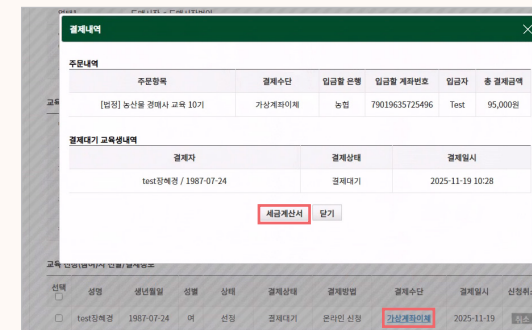 결제내역
주문내역
주문항목 결제수단 입금할 은행 입금할 계좌번호 입금자 총 결제금액
[법정] 농산물 경매사 교육 10기 가상계좌이체 농협 79019635725496 Test 95,000원
결제대기 교육생내역
결제자 결제상태 결제일시
test장혜경 / 1987-07-24 결제대기 2025-11-19 10:28
세금계산서 닫기
선택 성명 생년월일 성별 상태 결제상태 결제방법 결제수단 결제일시 신청취소
test장혜경 1987-07-24 여 선정 결제대기 온라인 신청 가상계좌이체 2025-11-19 취소